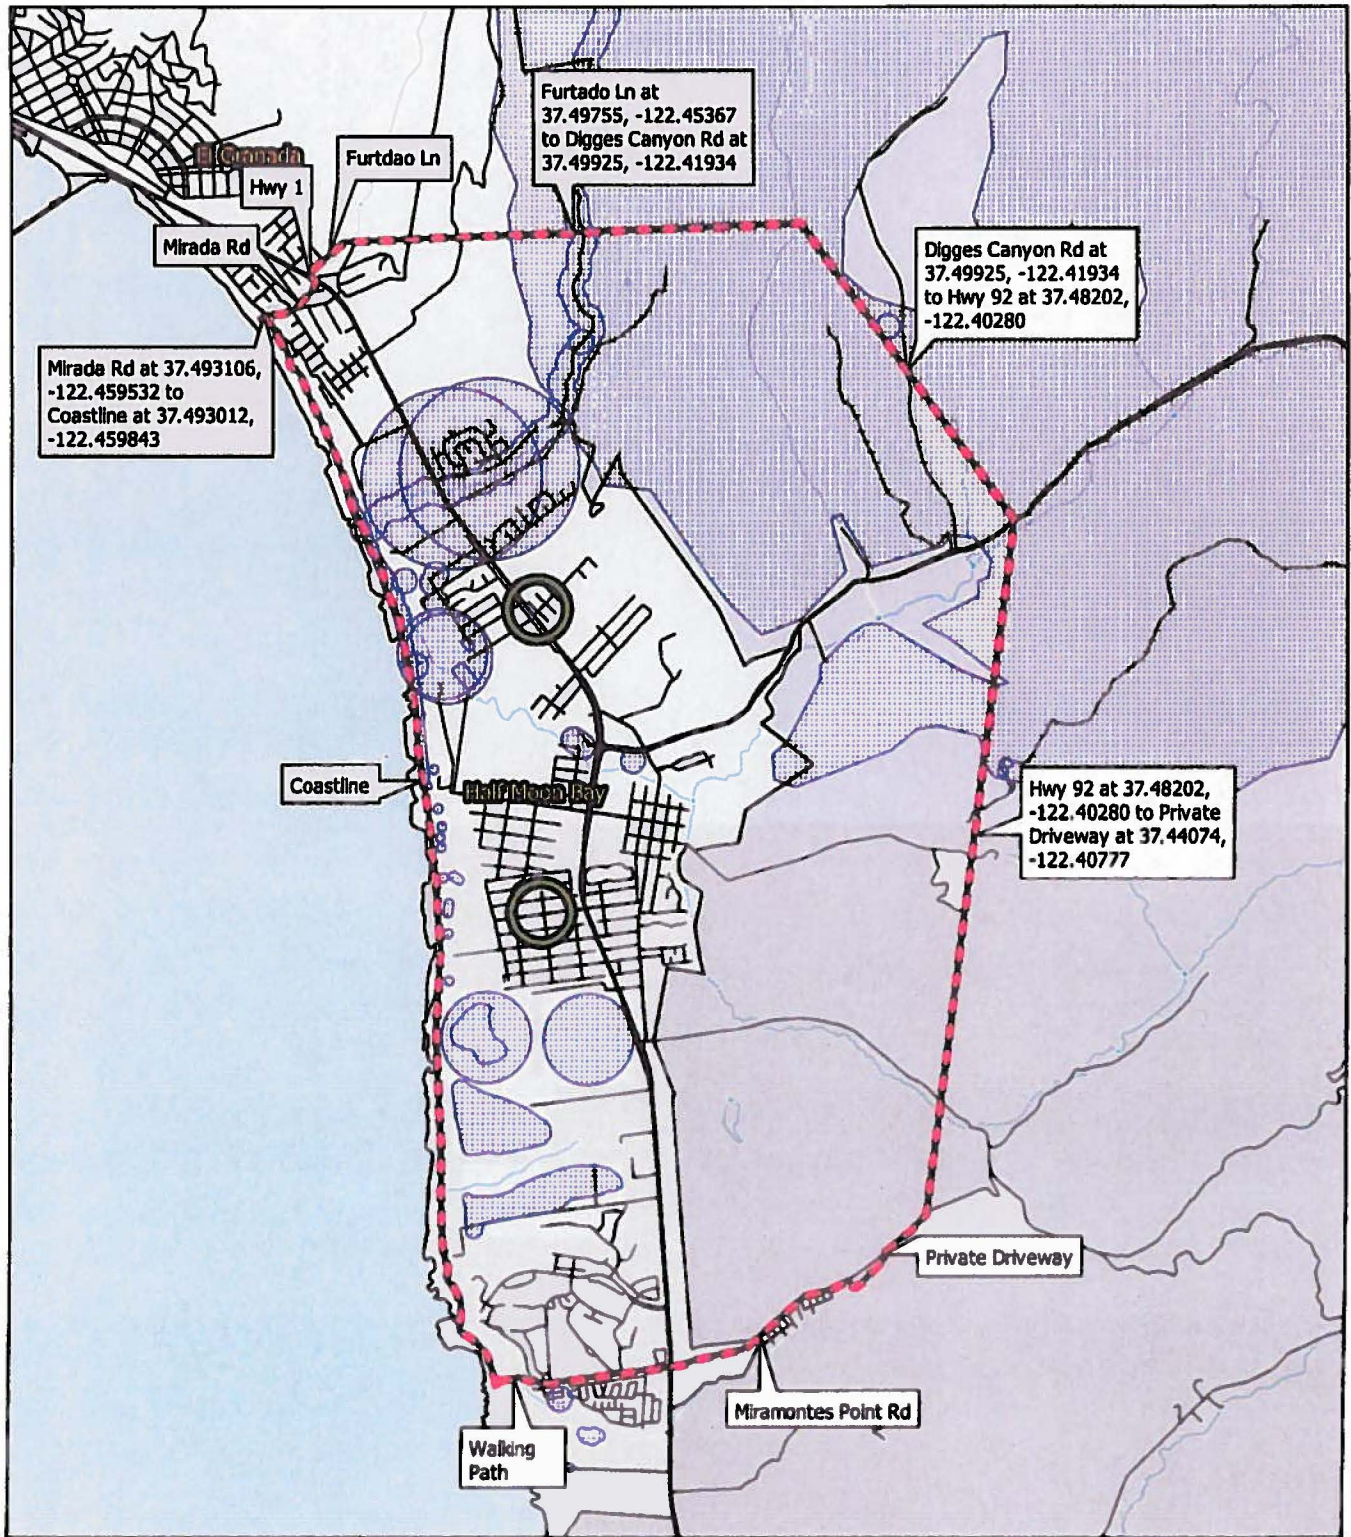 Furtado Ln at
37.49755, -122.45367
to Digges Canyon Rd at
37.49925, -122.41934
El Granada
Furtdao Ln
Hwy 1
Mirada Rd
Digges Canyon Rd at
37.49925, -122.41934
to Hwy 92 at 37.48202,
-122.40280
Mirada Rd at 37.493106,
-122.459532 to
Coastline at 37.493012,
-122.459843
Coastline
Half Moon Bay
Hwy 92 at 37.48202,
-122.40280 to Private
Driveway at 37.44074,
-122.40777
Private Driveway
Miramontes Point Rd
Walking
Path